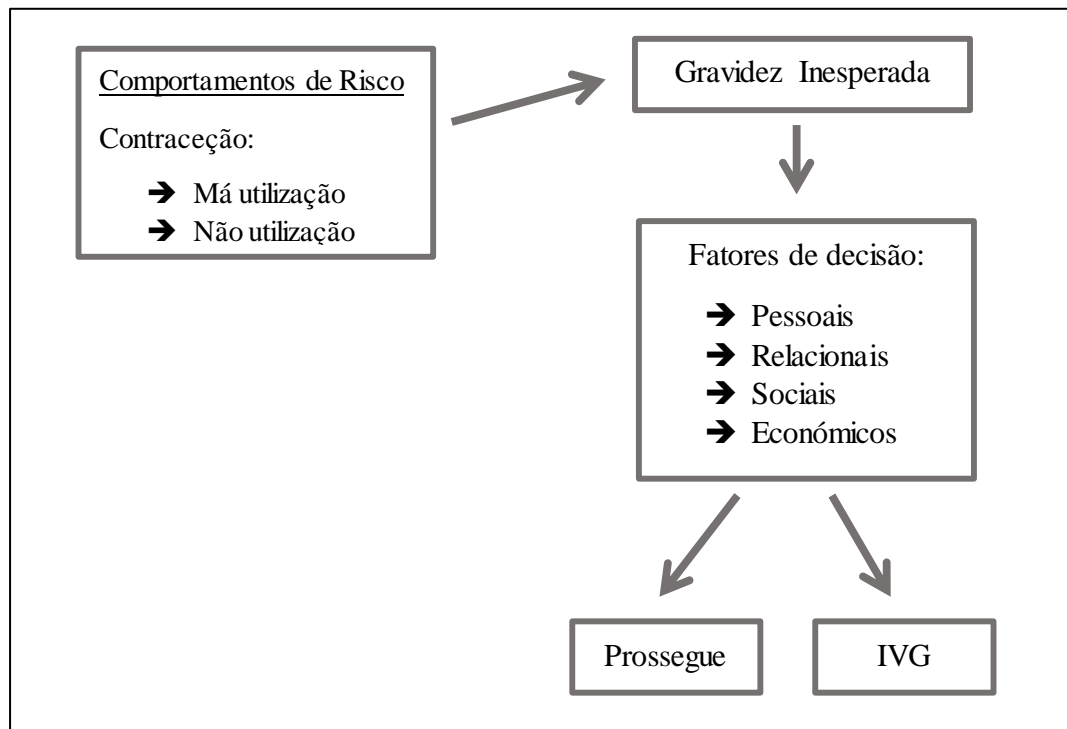 Comportamentos de Risco
Contraceção:
➔ Má utilização
➔ Não utilização
Gravidez Inesperada
Fatores de decisão:
➔ Pessoais
➔ Relacionais
➔ Sociais
➔ Económicos
Prossegue
IVG